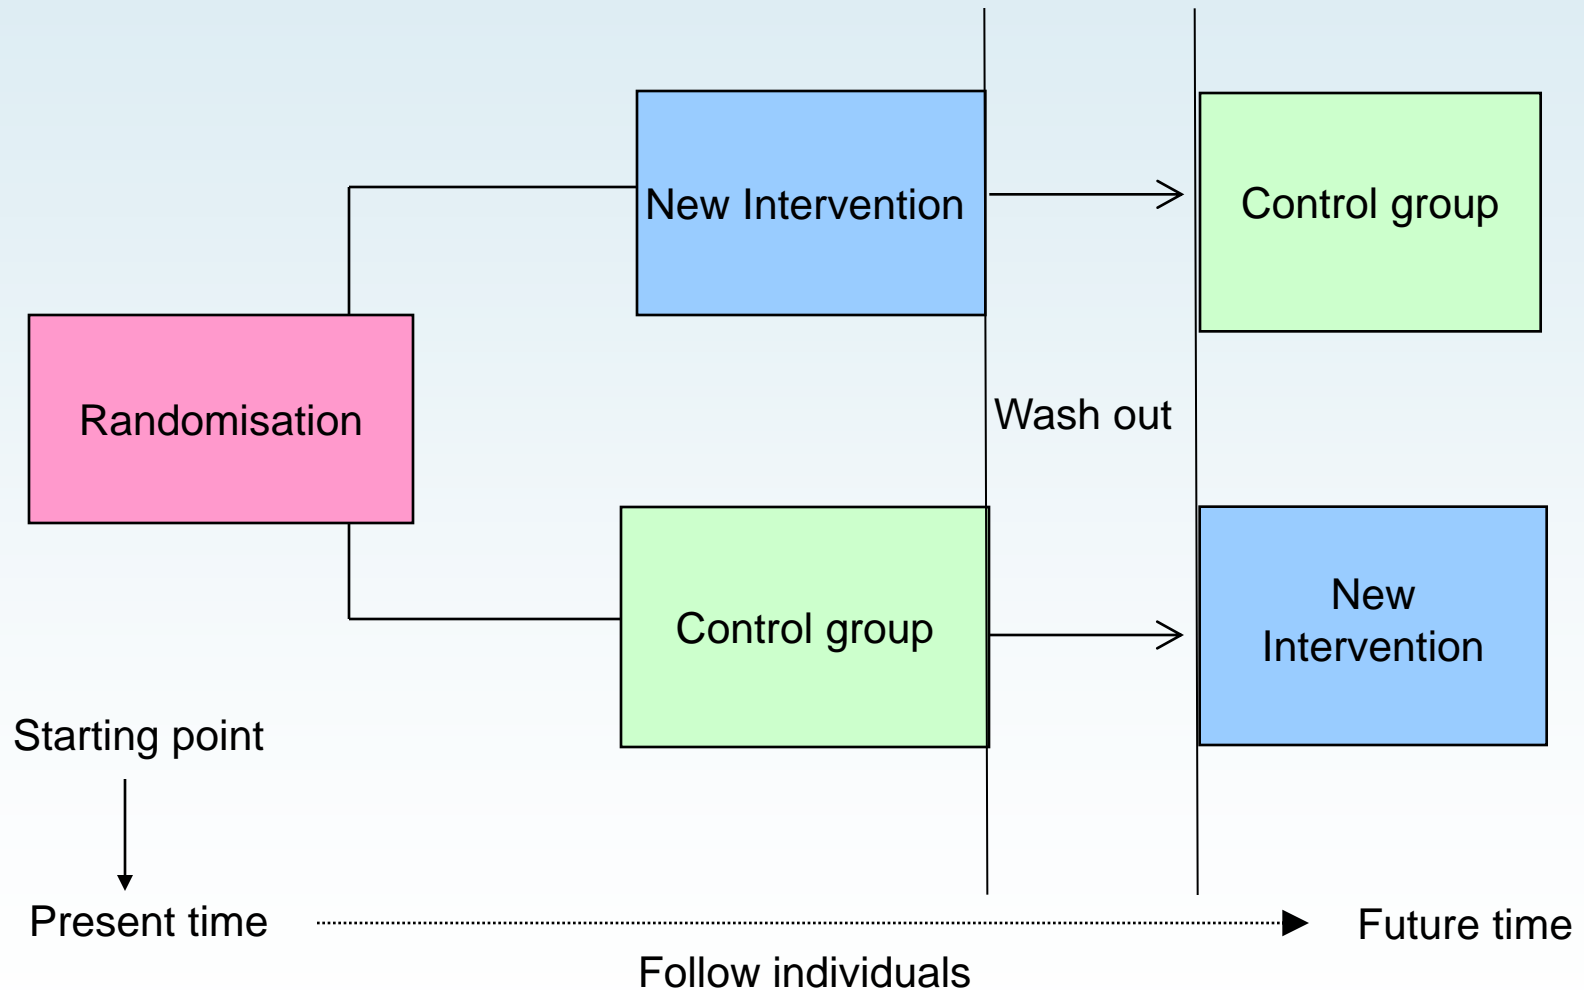 New Intervention
Control group
Randomisation
Wash out
Control group
New
Intervention
Starting point
Present time
Future time
Follow individuals